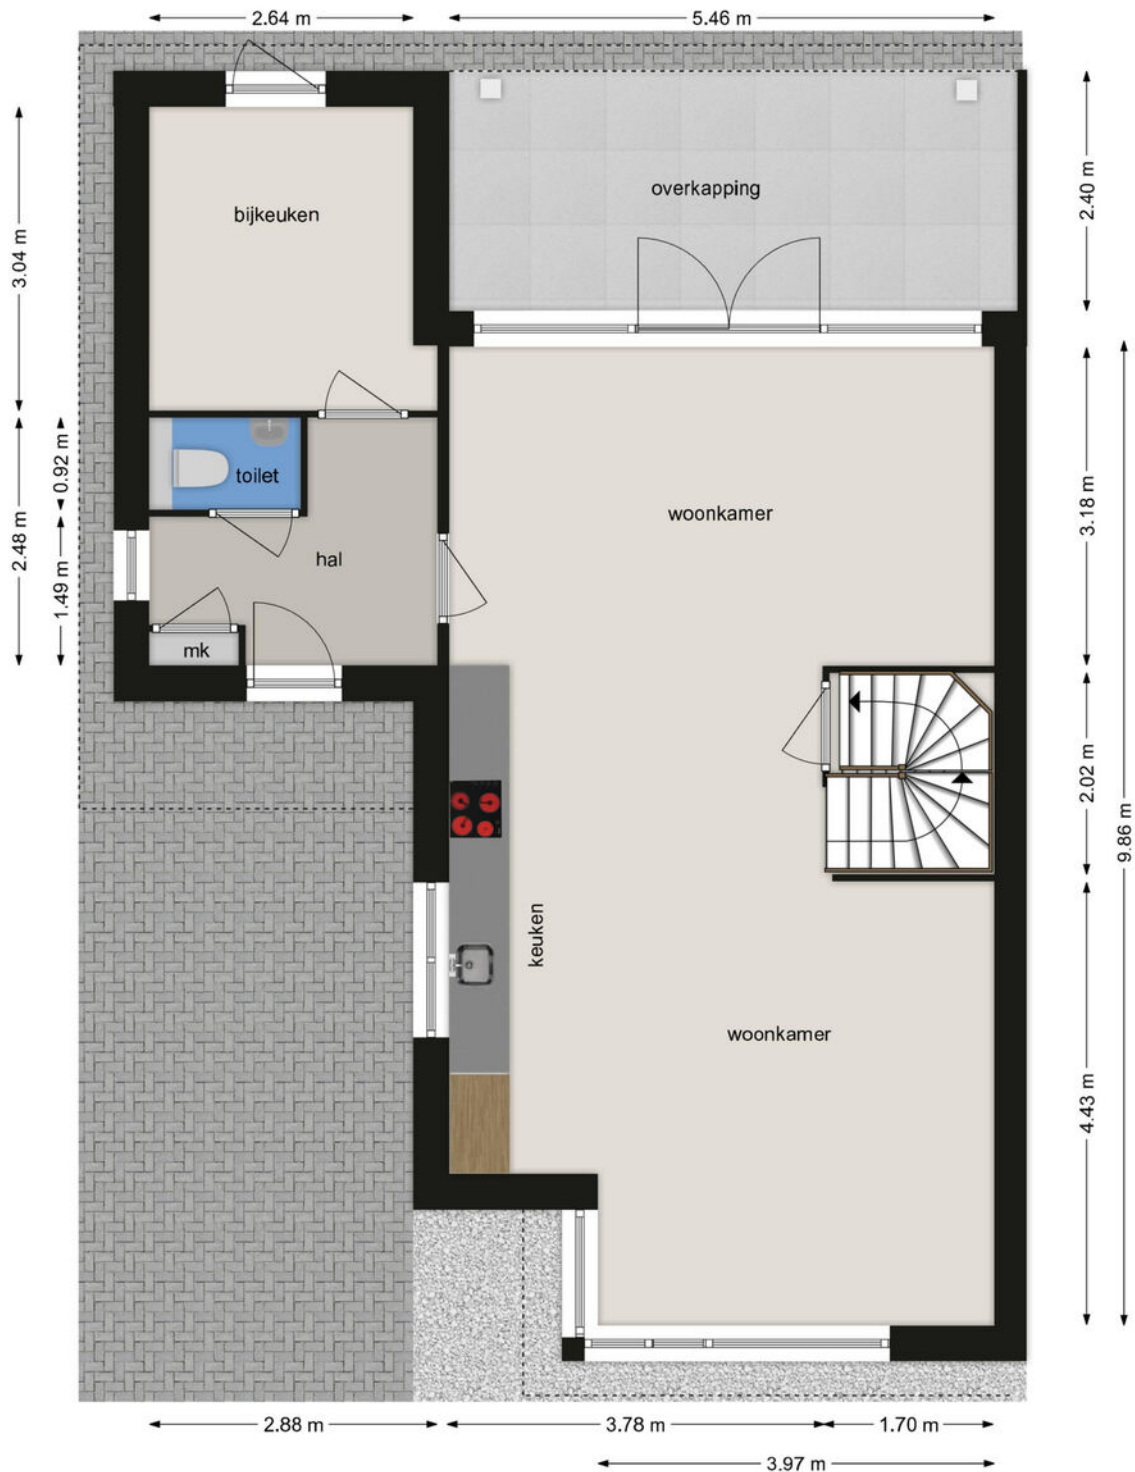 2.64 m
5.46 m
bijkeuken
overkapping
2.40 m
3.04 m
toilet
0.92 m
2.48 m
1.49 m
hal
mk
woonkamer
3.18 m
2.02 m
9.86 m
keuken
woonkamer
4.43 m
2.88 m
3.78 m
1.70 m
3.97 m